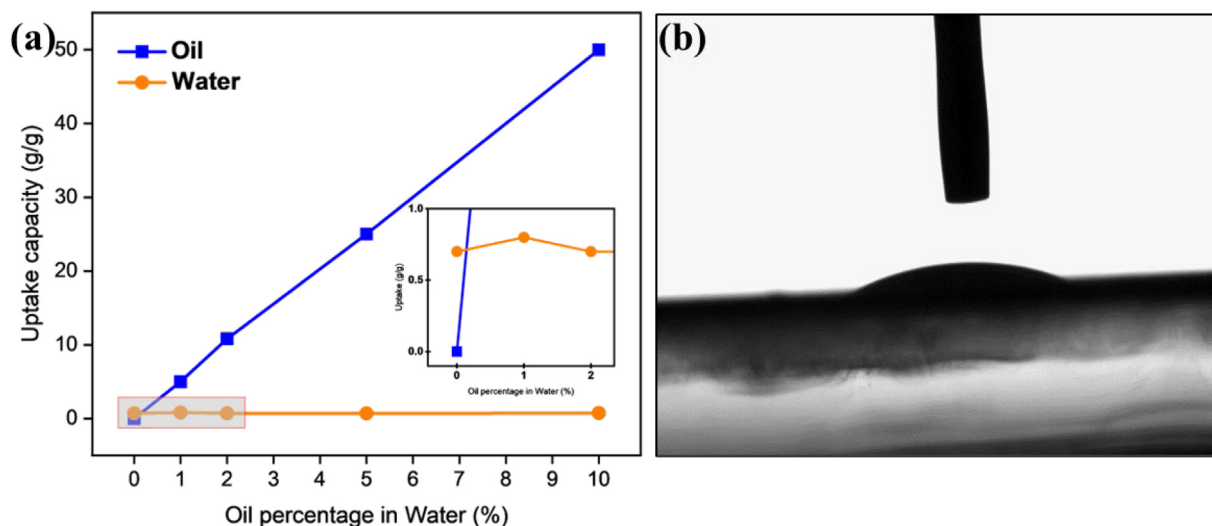 (a)
Oil
Water
Uptake capacity (g/g)
50
40
30
20
10
0
0 1 2 3 4 5 6 7 8 9 10
Oil percentage in Water (%)
Uptake (g/g)
1.0
0.5
0.0
0 1 2
Oil percentage in Water (%)
(b)